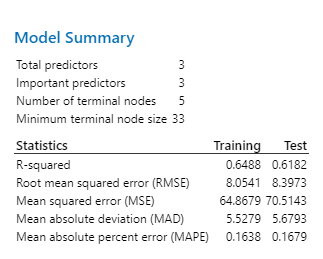 Model Summary
Total predictors 3
Important predictors 3
Number of terminal nodes 5
Minimum terminal node size 33
Statistics Training Test
R-squared 0.6488 0.6182
Root mean squared error (RMSE) 8.0541 8.3973
Mean squared error (MSE) 64.8679 70.5143
Mean absolute deviation (MAD) 5.5279 5.6793
Mean absolute percent error (MAPE) 0.1638 0.1679